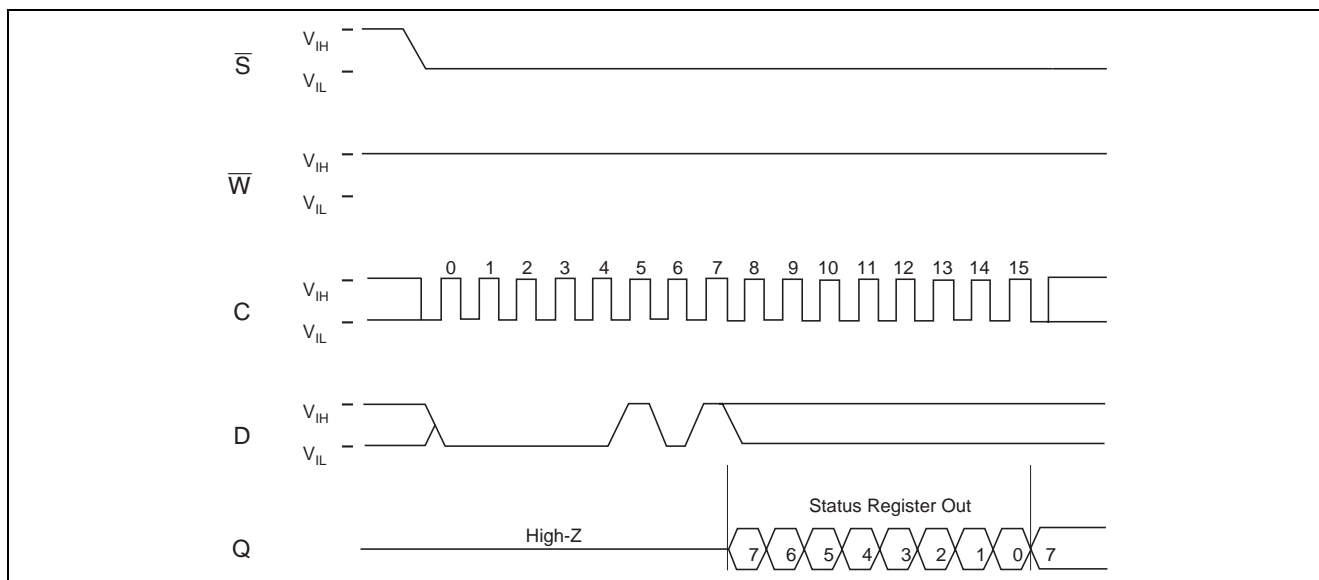 S̅
V_IH
V_IL
W̅
V_IH
V_IL
0 1 2 3 4 5 6 7 8 9 10 11 12 13 14 15
C
V_IH
V_IL
D
V_IH
V_IL
Status Register Out
High-Z
Q
7 6 5 4 3 2 1 0 7